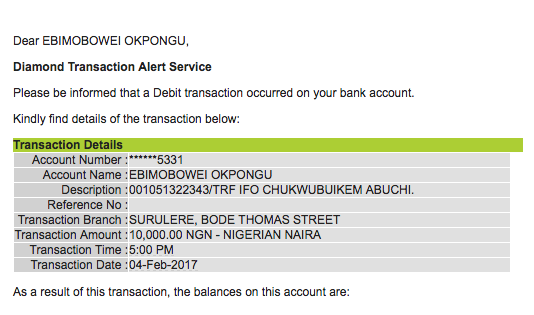 Dear EBIMOBOWEI OKPONGU,
Diamond Transaction Alert Service
Please be informed that a Debit transaction occurred on your bank account.
Kindly find details of the transaction below:
Transaction Details
Account Number :******5331
Account Name :EBIMOBOWEI OKPONGU
Description :001051322343/TRF IFO CHUKWUBUIKEM ABUCHI.
Reference No :
Transaction Branch :SURULERE, BODE THOMAS STREET
Transaction Amount :10,000.00 NGN - NIGERIAN NAIRA
Transaction Time :5:00 PM
Transaction Date :04-Feb-2017
As a result of this transaction, the balances on this account are: